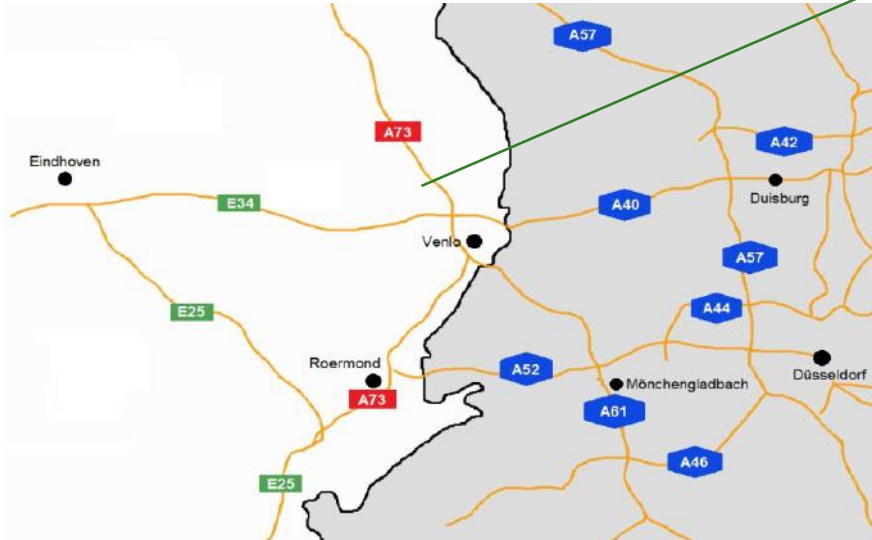 A57
A73
A42
Eindhoven
Duisburg
E34
A40
Venlo
A57
E25
A44
Roermond
A52
Düsseldorf
Mönchengladbach
A73
A61
A46
E25